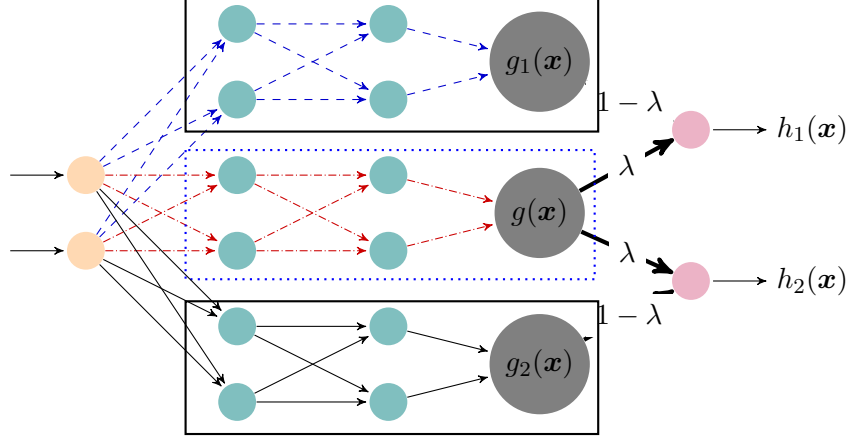 g₁(𝒙)
1 − λ
h₁(𝒙)
λ
g(𝒙)
λ
h₂(𝒙)
1 − λ
g₂(𝒙)